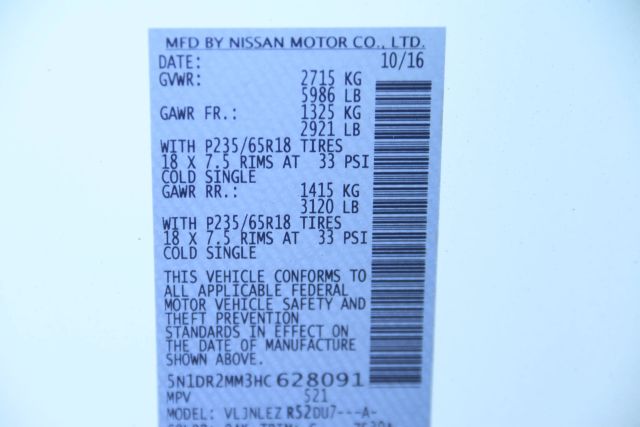 MFD BY NISSAN MOTOR CO., LTD.
DATE: 10/16
GVWR: 2715 KG
5986 LB
GAWR FR.: 1325 KG
2921 LB
WITH P235/65R18 TIRES
18 X 7.5 RIMS AT 33 PSI
COLD SINGLE
GAWR RR.: 1415 KG
3120 LB
WITH P235/65R18 TIRES
18 X 7.5 RIMS AT 33 PSI
COLD SINGLE
THIS VEHICLE CONFORMS TO
ALL APPLICABLE FEDERAL
MOTOR VEHICLE SAFETY AND
THEFT PREVENTION
STANDARDS IN EFFECT ON
THE DATE OF MANUFACTURE
SHOWN ABOVE.
5N1DR2MM3HC628091
MPV 521
MODEL: VLJNLEZ R52DU7---A-